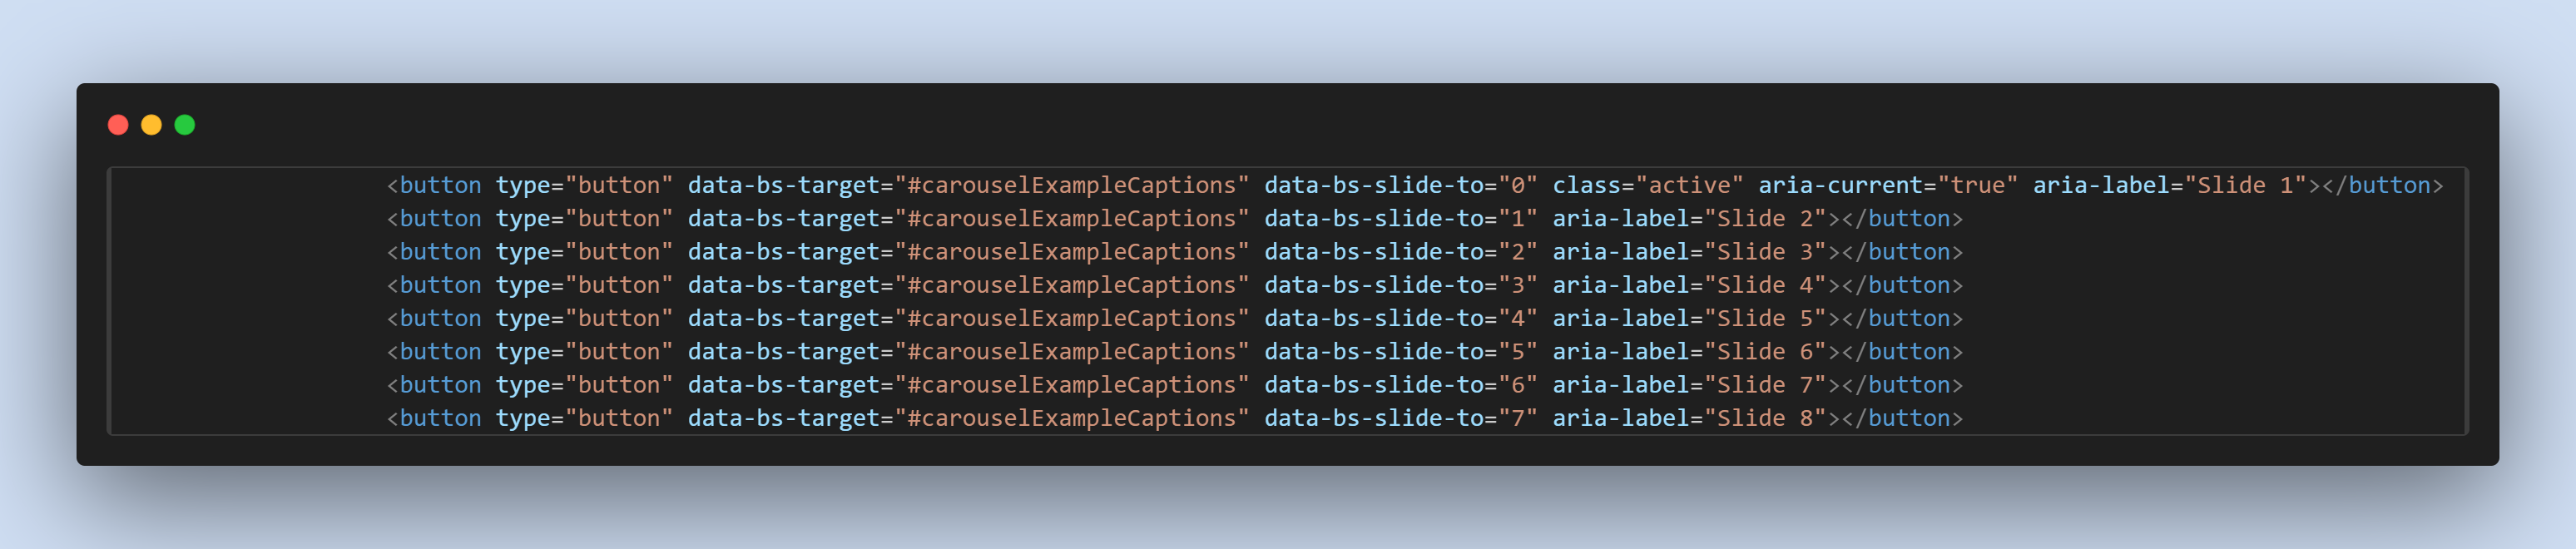 <button type="button" data-bs-target="#carouselExampleCaptions" data-bs-slide-to="0" class="active" aria-current="true" aria-label="Slide 1"></button>
<button type="button" data-bs-target="#carouselExampleCaptions" data-bs-slide-to="1" aria-label="Slide 2"></button>
<button type="button" data-bs-target="#carouselExampleCaptions" data-bs-slide-to="2" aria-label="Slide 3"></button>
<button type="button" data-bs-target="#carouselExampleCaptions" data-bs-slide-to="3" aria-label="Slide 4"></button>
<button type="button" data-bs-target="#carouselExampleCaptions" data-bs-slide-to="4" aria-label="Slide 5"></button>
<button type="button" data-bs-target="#carouselExampleCaptions" data-bs-slide-to="5" aria-label="Slide 6"></button>
<button type="button" data-bs-target="#carouselExampleCaptions" data-bs-slide-to="6" aria-label="Slide 7"></button>
<button type="button" data-bs-target="#carouselExampleCaptions" data-bs-slide-to="7" aria-label="Slide 8"></button>